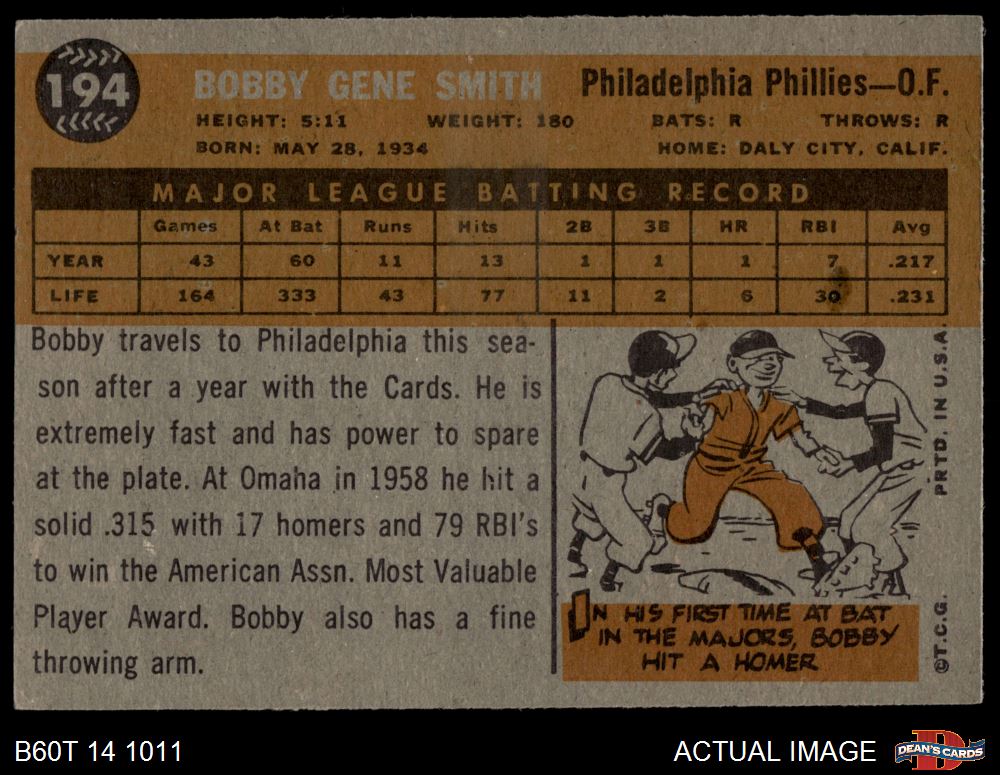 194
BOBBY GENE SMITH
Philadelphia Phillies—O.F.
HEIGHT: 5:11 WEIGHT: 180 BATS: R THROWS: R
BORN: MAY 28, 1934 HOME: DALY CITY, CALIF.
MAJOR LEAGUE BATTING RECORD
Games At Bat Runs Hits 2B 3B HR RBI Avg
YEAR 43 60 11 13 1 1 1 7 .217
LIFE 164 333 43 77 11 2 6 30 .231
Bobby travels to Philadelphia this sea-
son after a year with the Cards. He is
extremely fast and has power to spare
at the plate. At Omaha in 1958 he hit a
solid .315 with 17 homers and 79 RBI's
to win the American Assn. Most Valuable
Player Award. Bobby also has a fine
throwing arm.
IN HIS FIRST TIME AT BAT
IN THE MAJORS, BOBBY
HIT A HOMER
©T.C.G. PRTD. IN U.S.A.
B60T 14 1011
ACTUAL IMAGE
DEAN'S CARDS